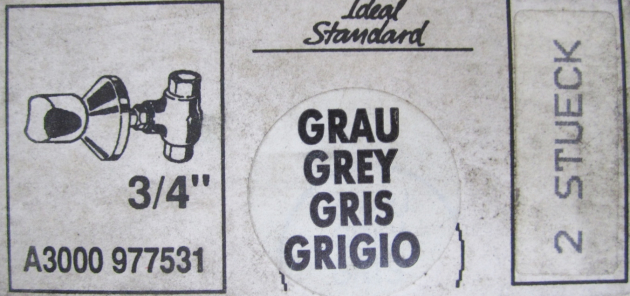 Ideal
Standard
3/4"
A3000 977531
GRAU
GREY
GRIS
GRIGIO
2 STUECK